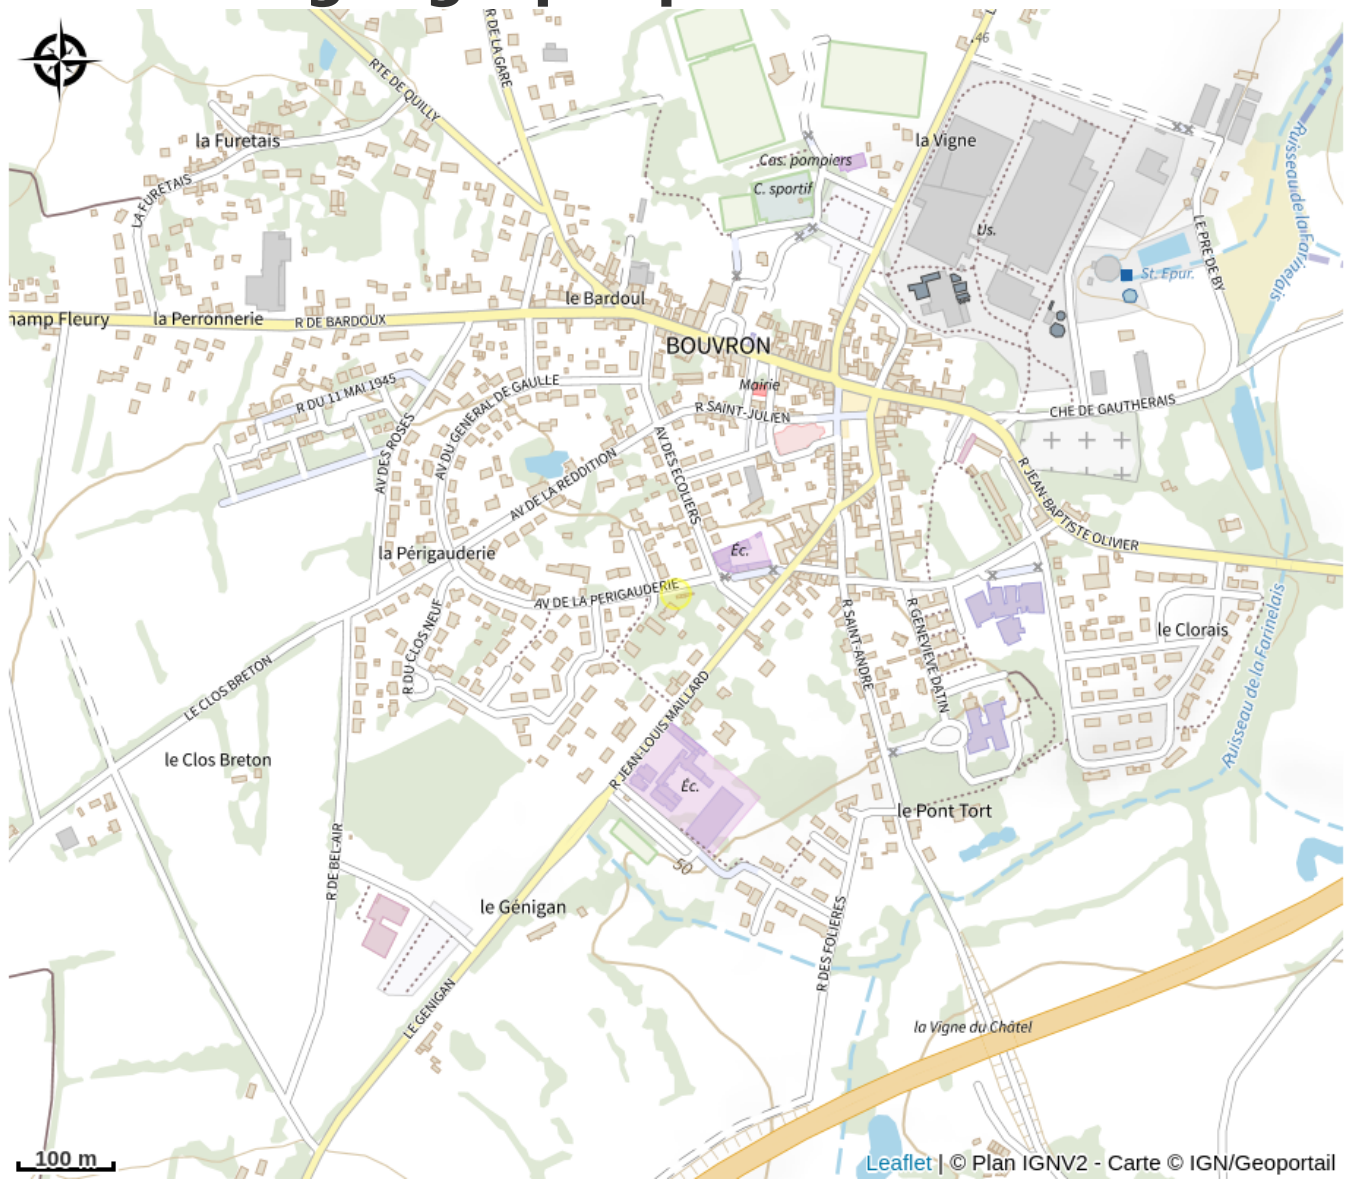 R DE LA GARE
RTE DE QUILLY
46
la Furetais
la Vigne
Cas. pompiers
C. sportif
LA FURETAIS
Us.
Ruisseau de la Farinelais
LE PRE DE BY
St. Epur.
le Bardoul
hamp Fleury
la Perronnerie
R DE BARDOUX
BOUVRON
Mairie
R DU 11 MAI 1945
AV DU GENERAL DE GAULLE
R SAINT-JULIEN
CHE DE GAUTHERAIS
AV DES ROSES
AV DE LA REDDITION
AV DES ECOLIERS
R JEAN-BAPTISTE OLIVIER
la Périgauderie
Éc.
AV DE LA PERIGAUDERIE
R DU CLOS NEUF
R SAINT-ANDRE
R GENEVIEVE DATIN
le Clorais
LE CLOS BRETON
R JEAN-LOUIS MAILLARD
Ruisseau de la Farinelais
le Clos Breton
Éc.
le Pont Tort
R DE BEL-AIR
50
le Génigan
R DES FOLIERES
LE GENIGAN
la Vigne du Châtel
100 m
Leaflet | © Plan IGNV2 - Carte © IGN/Geoportail